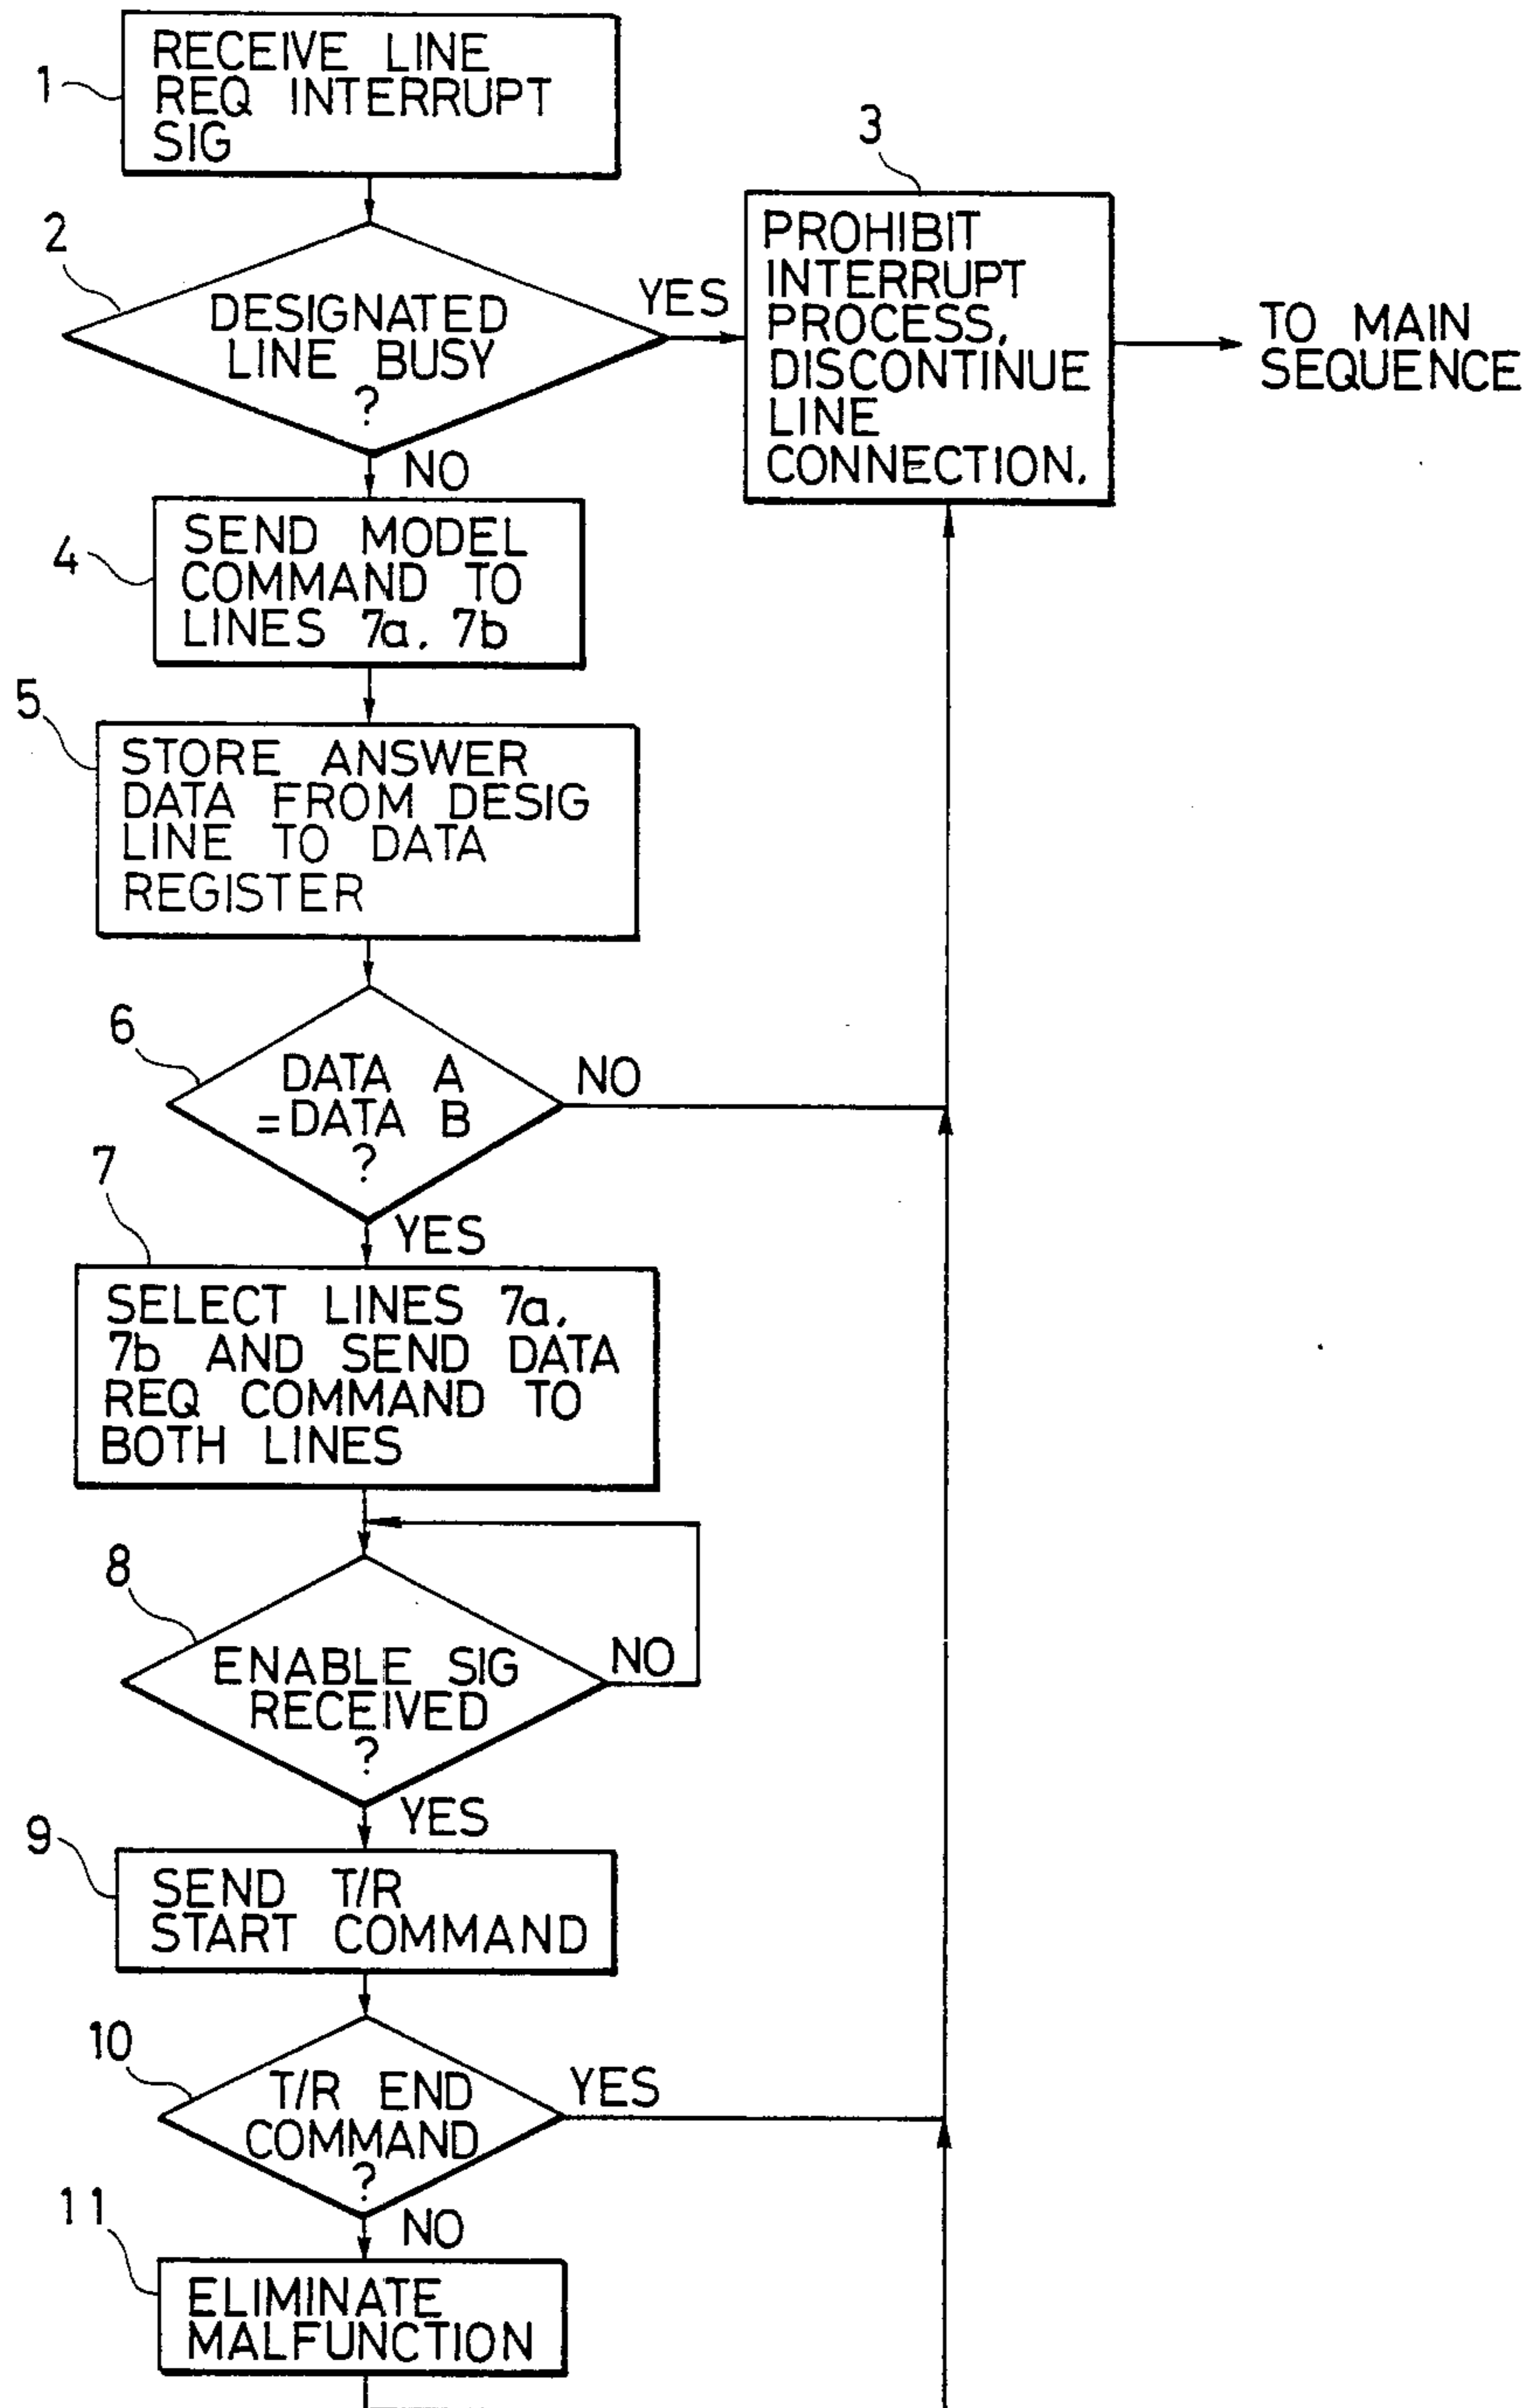 1
RECEIVE LINE
REQ INTERRUPT
SIG
2
DESIGNATED
LINE BUSY
?
YES
NO
3
PROHIBIT
INTERRUPT
PROCESS,
DISCONTINUE
LINE
CONNECTION.
TO MAIN
SEQUENCE
4
SEND MODEL
COMMAND TO
LINES 7a, 7b
5
STORE ANSWER
DATA FROM DESIG
LINE TO DATA
REGISTER
6
DATA A
=DATA B
?
NO
YES
7
SELECT LINES 7a,
7b AND SEND DATA
REQ COMMAND TO
BOTH LINES
8
ENABLE SIG
RECEIVED
?
NO
YES
9
SEND T/R
START COMMAND
10
T/R END
COMMAND
?
YES
NO
11
ELIMINATE
MALFUNCTION